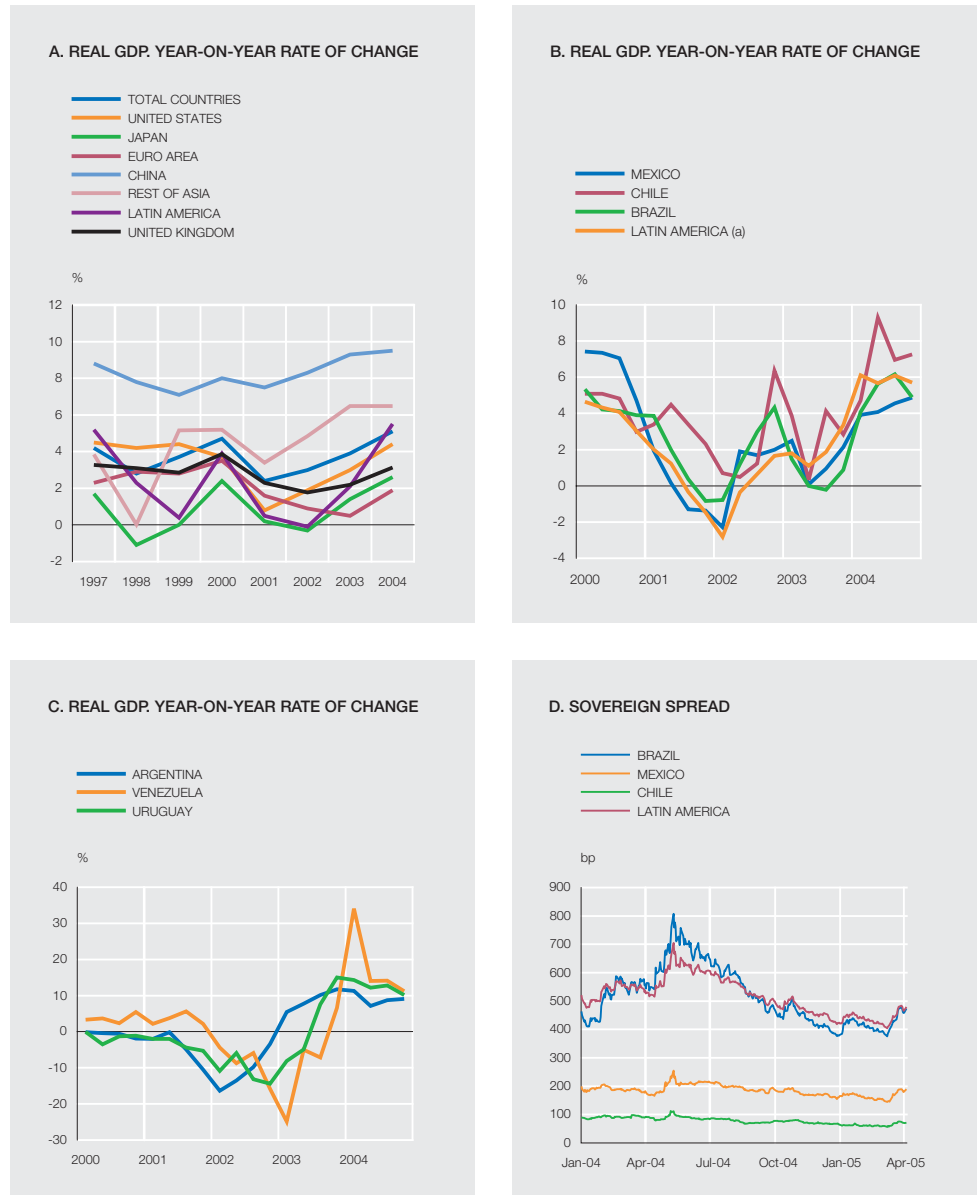 A. REAL GDP. YEAR-ON-YEAR RATE OF CHANGE
TOTAL COUNTRIES
UNITED STATES
JAPAN
EURO AREA
CHINA
REST OF ASIA
LATIN AMERICA
UNITED KINGDOM
%
12
10
8
6
4
2
0
-2
1997 1998 1999 2000 2001 2002 2003 2004
B. REAL GDP. YEAR-ON-YEAR RATE OF CHANGE
MEXICO
CHILE
BRAZIL
LATIN AMERICA (a)
%
10
8
6
4
2
0
-2
-4
2000 2001 2002 2003 2004
C. REAL GDP. YEAR-ON-YEAR RATE OF CHANGE
ARGENTINA
VENEZUELA
URUGUAY
%
40
30
20
10
0
-10
-20
-30
2000 2001 2002 2003 2004
D. SOVEREIGN SPREAD
BRAZIL
MEXICO
CHILE
LATIN AMERICA
bp
900
800
700
600
500
400
300
200
100
0
Jan-04 Apr-04 Jul-04 Oct-04 Jan-05 Apr-05